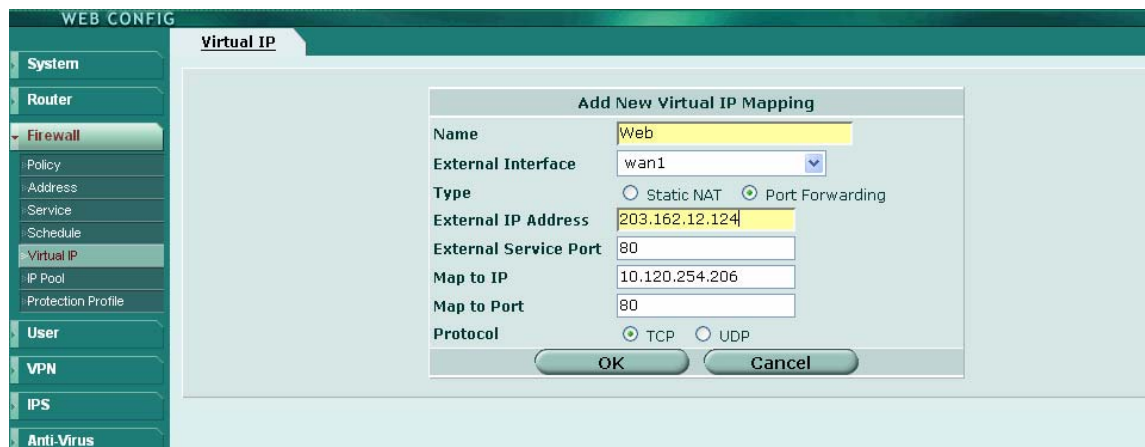 WEB CONFIG
Virtual IP
System
Router
Firewall
Policy
Address
Service
Schedule
Virtual IP
IP Pool
Protection Profile
User
VPN
IPS
Anti-Virus
Add New Virtual IP Mapping
Name Web
External Interface wan1
Type Static NAT Port Forwarding
External IP Address 203.162.12.124
External Service Port 80
Map to IP 10.120.254.206
Map to Port 80
Protocol TCP UDP
OK Cancel